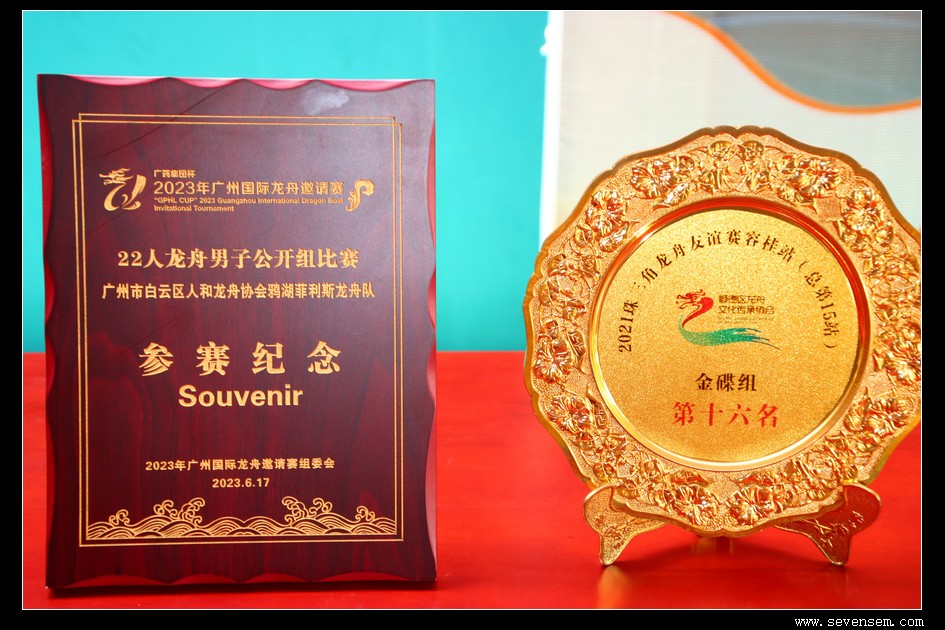 广药集团杯
2023年广州国际龙舟邀请赛
"GPHL CUP" 2023 Guangzhou International Dragon Boat
Invitational Tournament
22人龙舟男子公开组比赛
广州市白云区人和龙舟协会鸦湖菲利斯龙舟队
参赛纪念
Souvenir
2023年广州国际龙舟邀请赛组委会
2023.6.17
2021珠三角龙舟友谊赛容桂站（总第15站）
顺德区龙舟
文化传承协会
金碟组
第十六名
www.sevensem.com